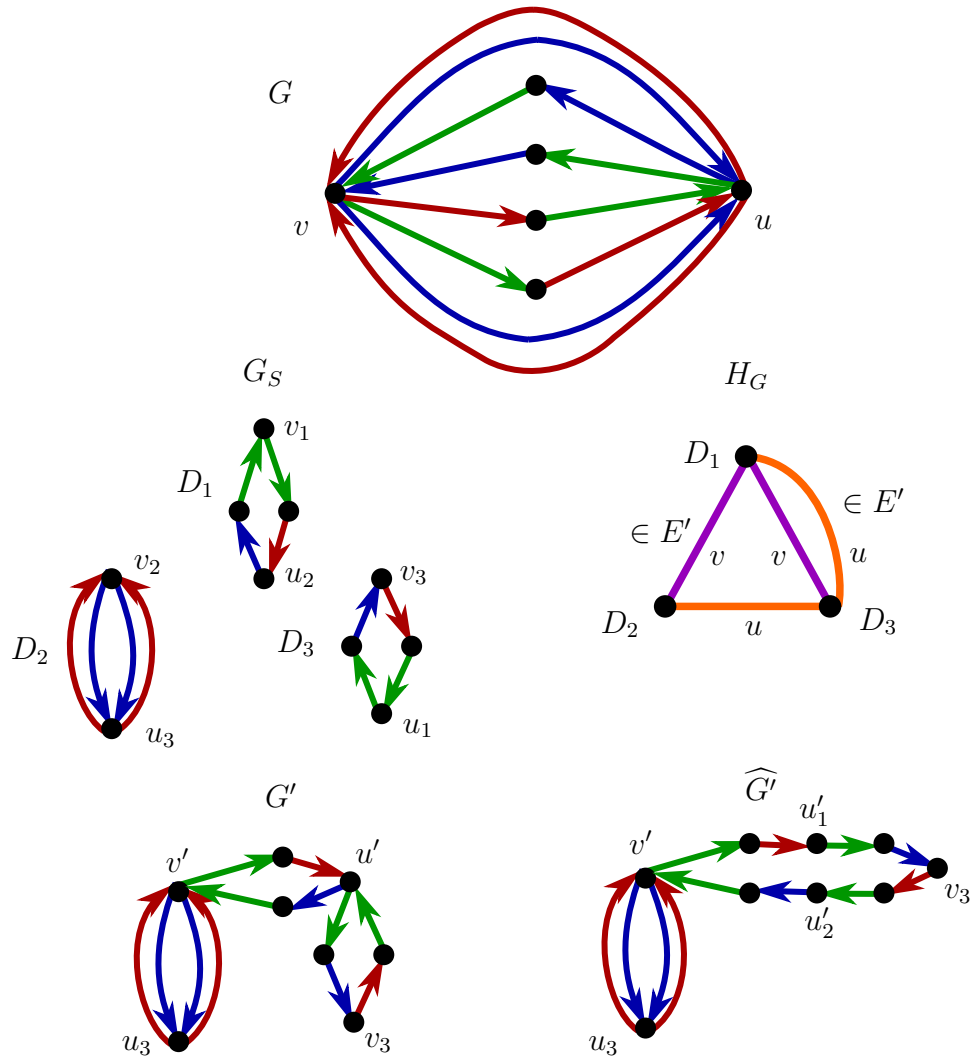 G
v
u
G_S
H_G
v_1
D_1
D_1
∈ E′
∈ E′
v
v
u
v_2
u_2
v_3
D_2
D_3
D_2
u
D_3
u_3
u_1
G′
\widehat{G′}
u′_1
v′
u′
v′
v_3
u′_2
u_3
v_3
u_3